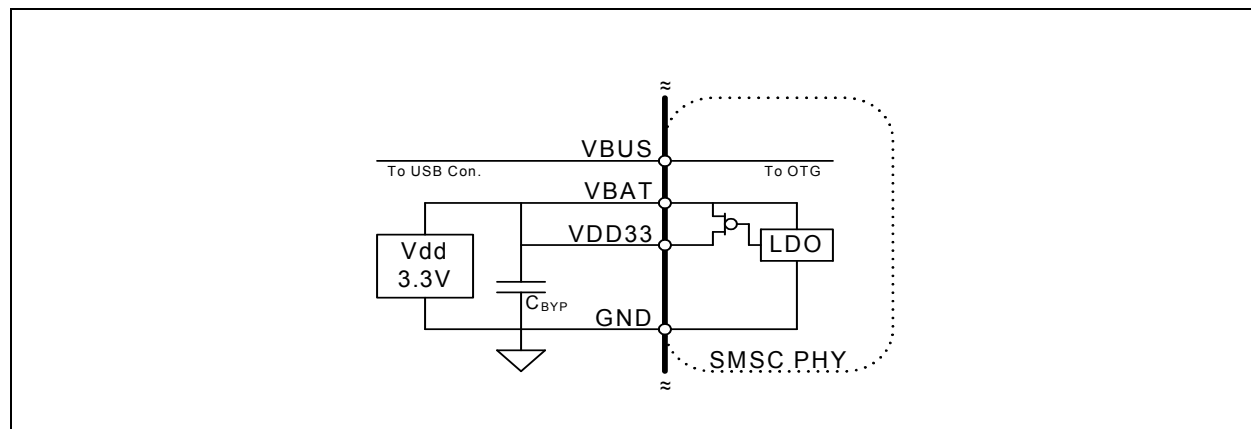 VBUS
To USB Con.
To OTG
VBAT
VDD33
Vdd
3.3V
LDO
CBYP
GND
SMSC PHY